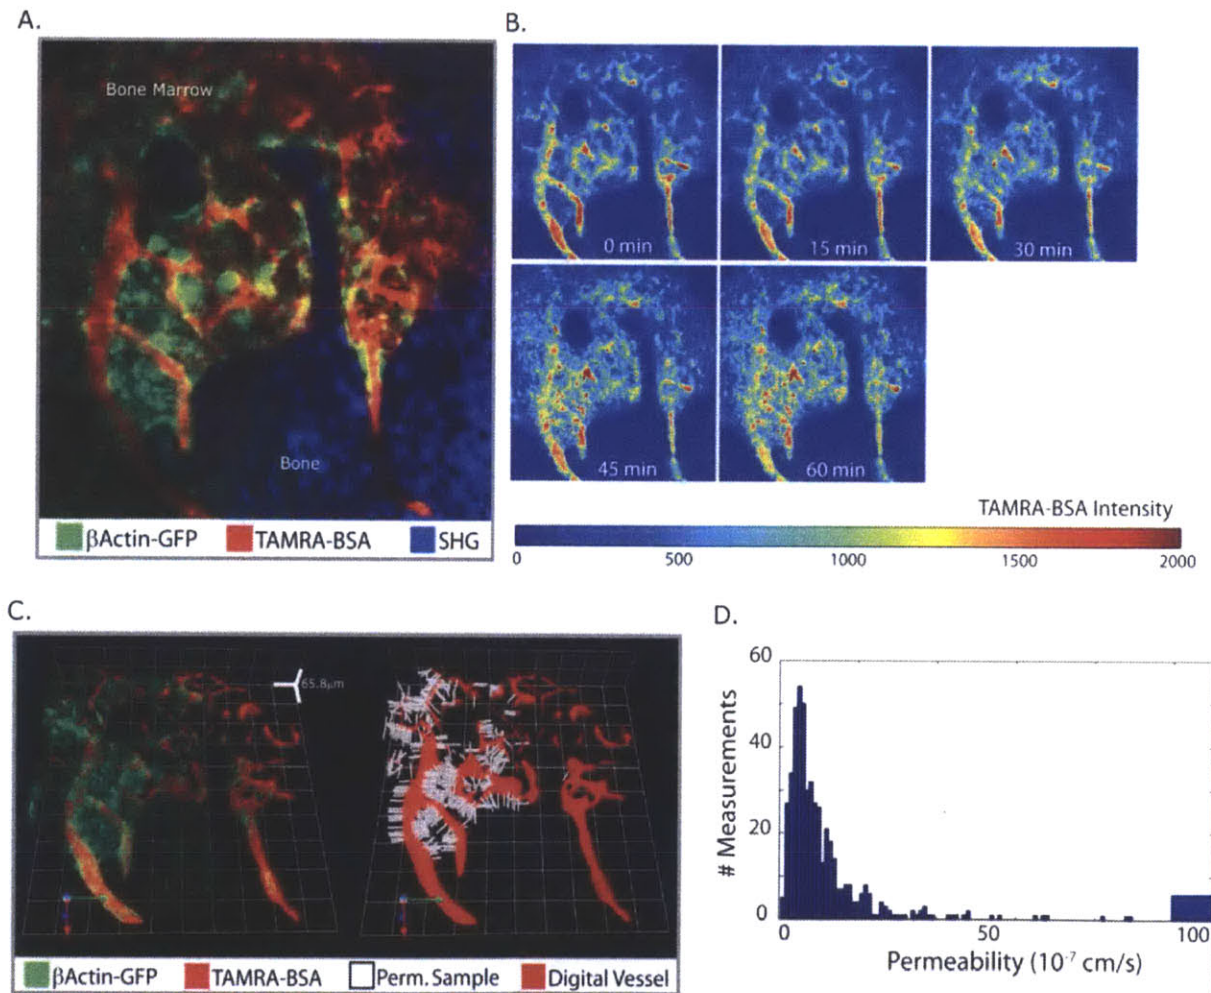 A.
Bone Marrow
Bone
βActin-GFP TAMRA-BSA SHG
B.
0 min 15 min 30 min
45 min 60 min
TAMRA-BSA Intensity
0 500 1000 1500 2000
C.
65.8μm
βActin-GFP TAMRA-BSA Perm. Sample Digital Vessel
D.
60
40
20
0
# Measurements
0 50 100
Permeability (10⁻⁷ cm/s)